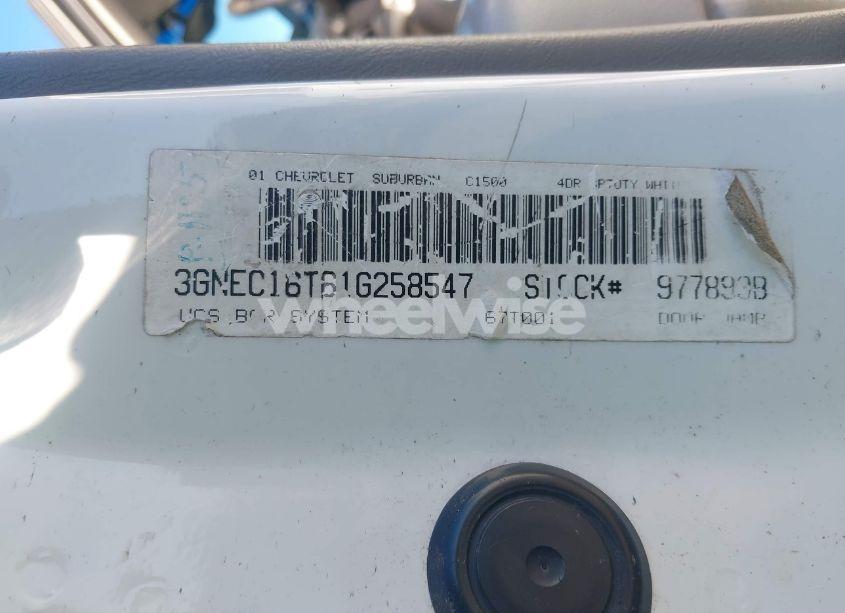 01 CHEVROLET SUBURBAN C1500 4DR SPTUTY WHITE
3GNEC16T61G258547 STOCK# 977893B
wheelwise
VCS BAR SYSTEM 67T001 DOOR JAMB